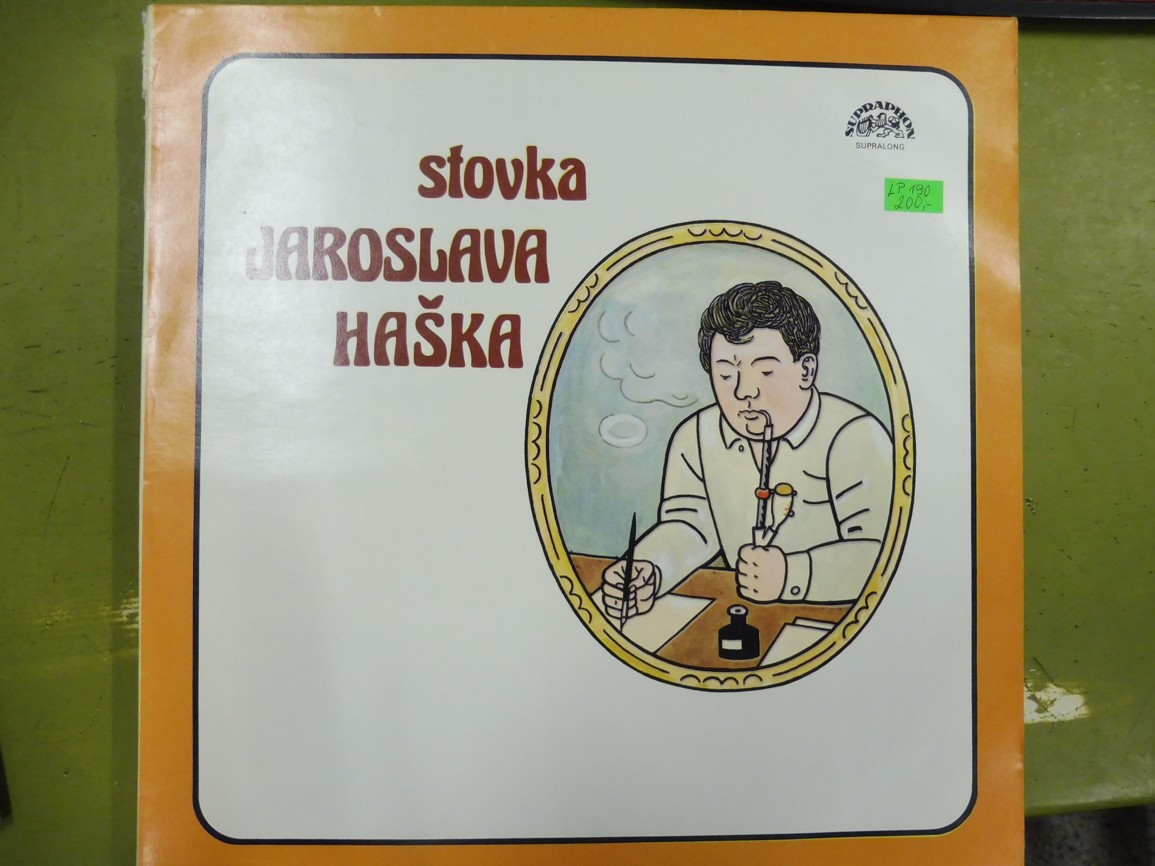 stovka
JAROSLAVA
HAŠKA
SUPRAPHON
SUPRALONG
LP 190
200,-